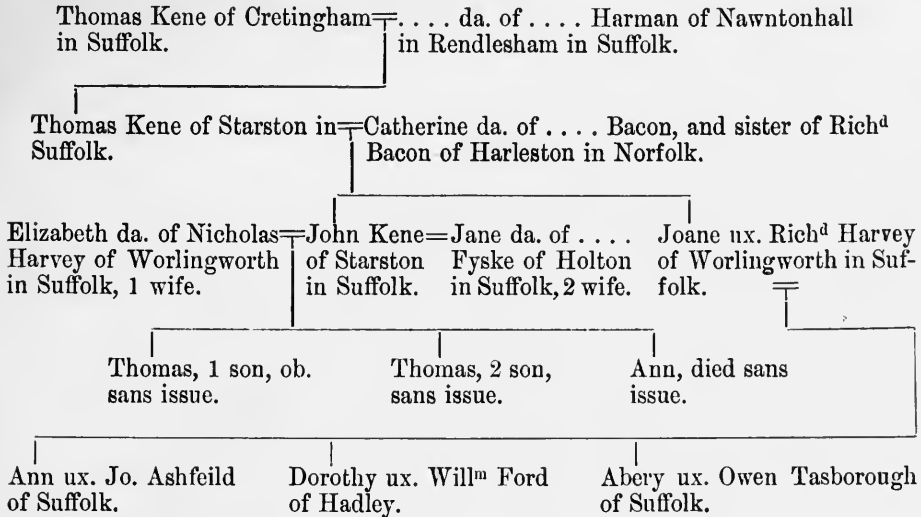 Thomas Kene of Cretingham=. . . . da. of . . . . Harman of Nawntonhall
in Suffolk. in Rendlesham in Suffolk.
Thomas Kene of Starston in=Catherine da. of . . . . Bacon, and sister of Richᵈ
Suffolk. Bacon of Harleston in Norfolk.
Elizabeth da. of Nicholas=John Kene=Jane da. of . . . . Joane ux. Richᵈ Harvey
Harvey of Worlingworth of Starston Fyske of Holton of Worlingworth in Suf-
in Suffolk, 1 wife. in Suffolk. in Suffolk, 2 wife. folk.
Thomas, 1 son, ob. Thomas, 2 son, Ann, died sans
sans issue. sans issue. issue.
Ann ux. Jo. Ashfeild Dorothy ux. Willᵐ Ford Abery ux. Owen Tasborough
of Suffolk. of Hadley. of Suffolk.